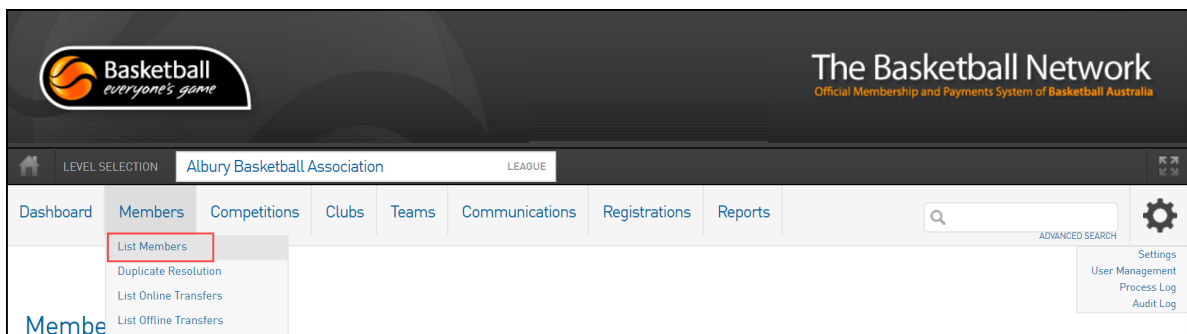 Basketball
everyone's game
The Basketball Network
Official Membership and Payments System of Basketball Australia
LEVEL SELECTION Albury Basketball Association LEAGUE
Dashboard Members Competitions Clubs Teams Communications Registrations Reports
ADVANCED SEARCH
List Members
Duplicate Resolution
List Online Transfers
List Offline Transfers
Settings
User Management
Process Log
Audit Log
Membe